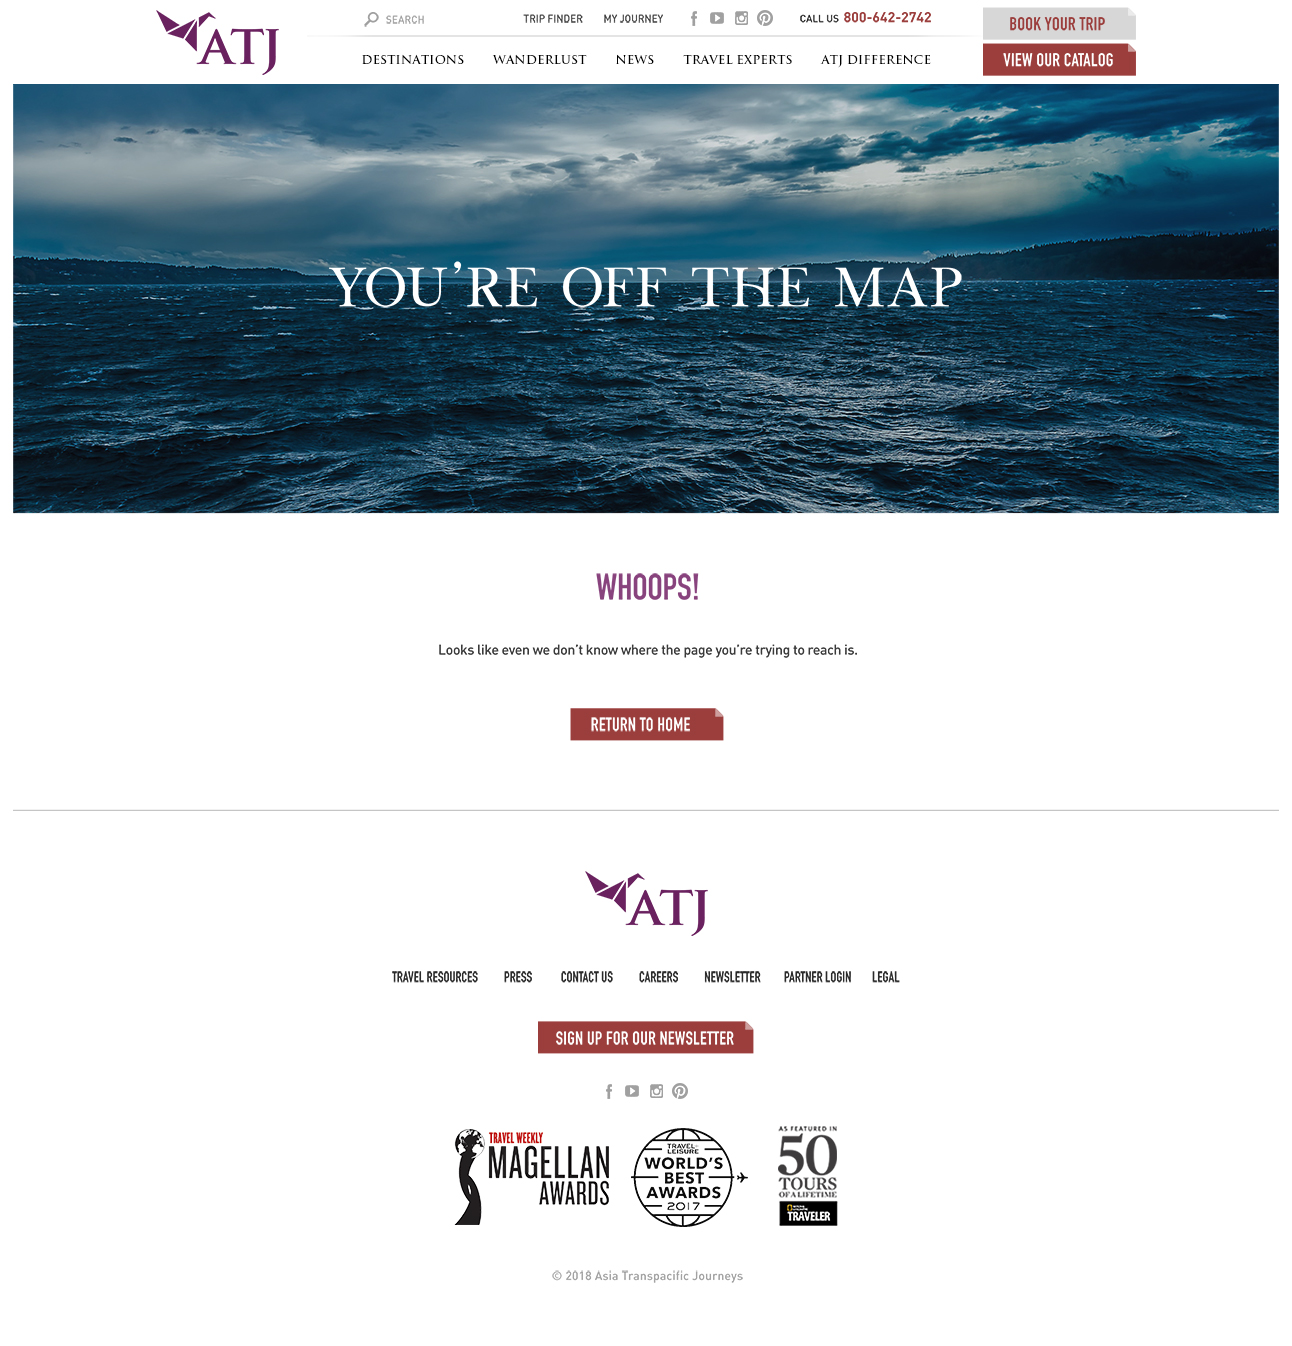 ATJ
SEARCH
TRIP FINDER
MY JOURNEY
CALL US 800-642-2742
BOOK YOUR TRIP
VIEW OUR CATALOG
DESTINATIONS
WANDERLUST
NEWS
TRAVEL EXPERTS
ATJ DIFFERENCE
YOU'RE OFF THE MAP
WHOOPS!
Looks like even we don't know where the page you're trying to reach is.
RETURN TO HOME
ATJ
TRAVEL RESOURCES
PRESS
CONTACT US
CAREERS
NEWSLETTER
PARTNER LOGIN
LEGAL
SIGN UP FOR OUR NEWSLETTER
TRAVEL WEEKLY
MAGELLAN
AWARDS
TRAVEL+
LEISURE
WORLD'S
BEST
AWARDS
2017
AS FEATURED IN
50
TOURS
OF A LIFETIME
TRAVELER
© 2018 Asia Transpacific Journeys